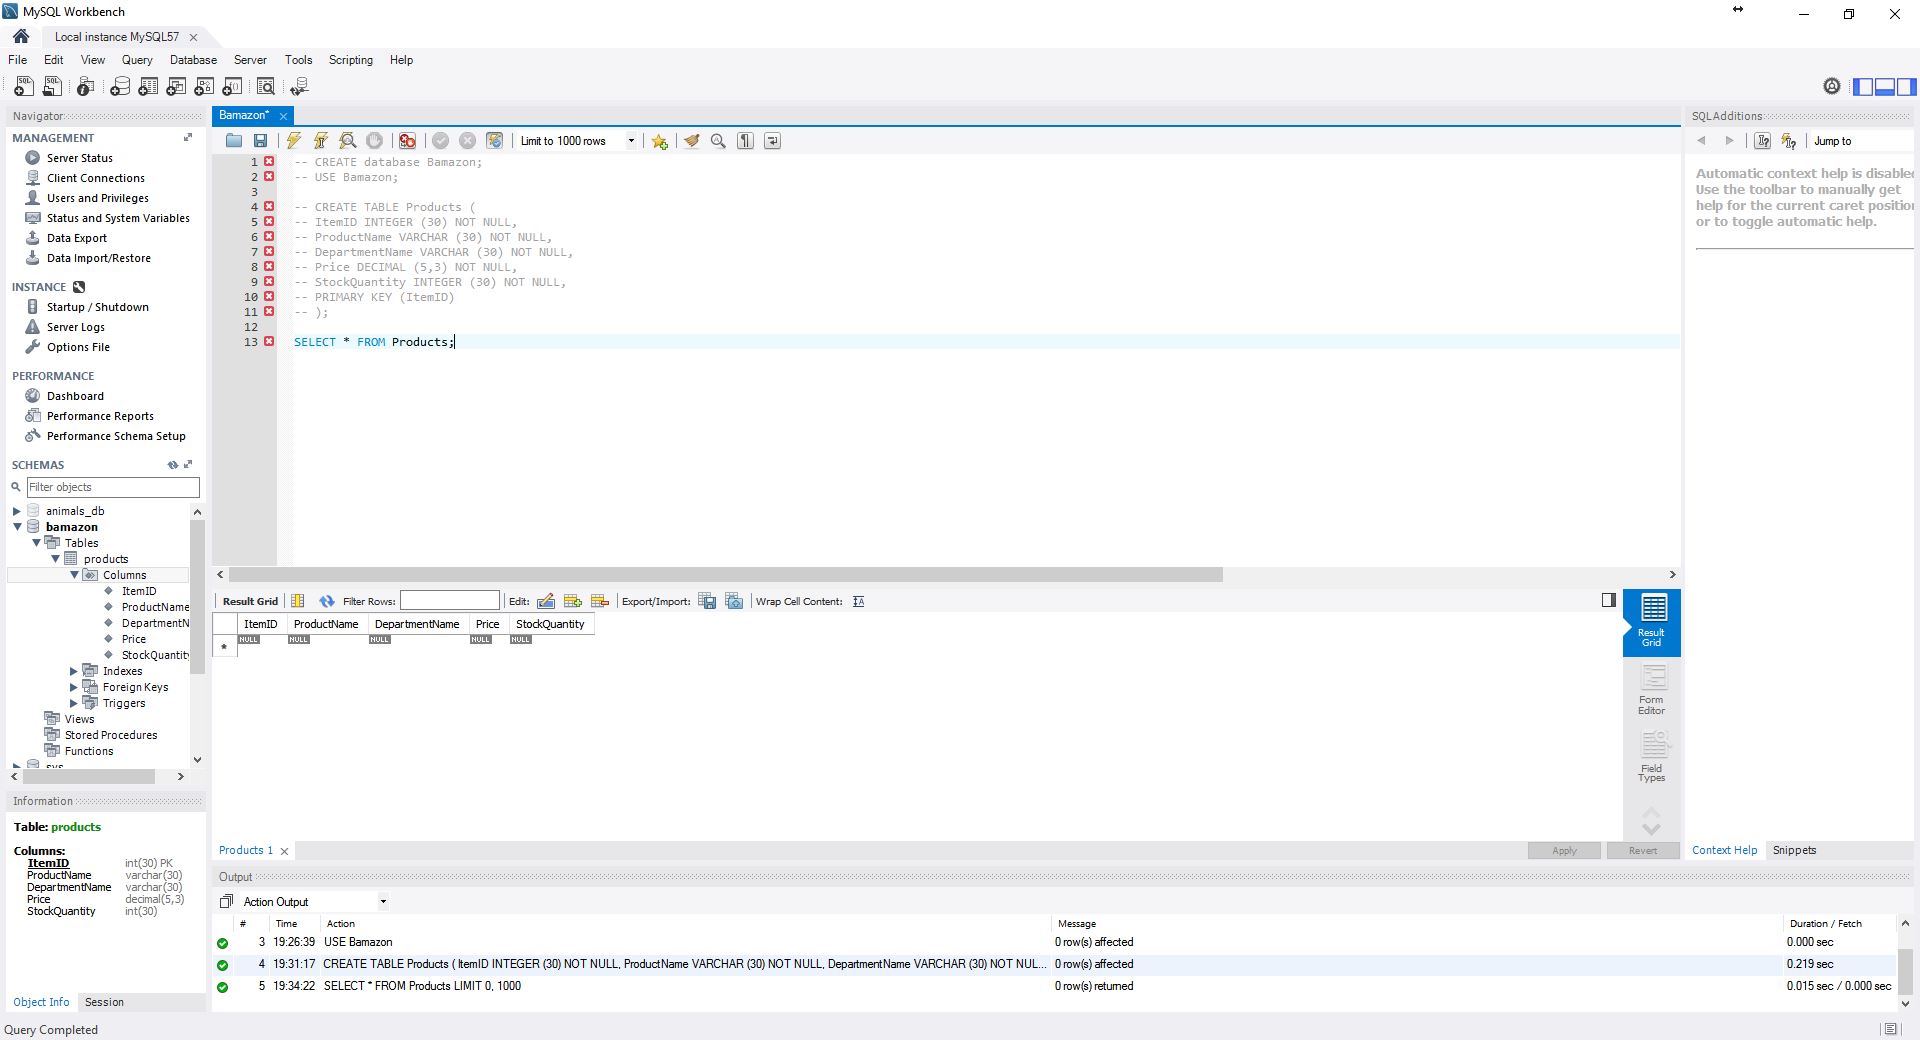 MySQL Workbench
Local instance MySQL57
File Edit View Query Database Server Tools Scripting Help
Navigator
MANAGEMENT
Server Status
Client Connections
Users and Privileges
Status and System Variables
Data Export
Data Import/Restore
INSTANCE
Startup / Shutdown
Server Logs
Options File
PERFORMANCE
Dashboard
Performance Reports
Performance Schema Setup
SCHEMAS
Filter objects
animals_db
bamazon
Tables
products
Columns
ItemID
ProductName
DepartmentN
Price
StockQuantity
Indexes
Foreign Keys
Triggers
Views
Stored Procedures
Functions
sys
Information
Table: products
Columns:
ItemID int(30) PK
ProductName varchar(30)
DepartmentName varchar(30)
Price decimal(5,3)
StockQuantity int(30)
Object Info Session
Query Completed
Bamazon*
Limit to 1000 rows
1 -- CREATE database Bamazon;
2 -- USE Bamazon;
3
4 -- CREATE TABLE Products (
5 -- ItemID INTEGER (30) NOT NULL,
6 -- ProductName VARCHAR (30) NOT NULL,
7 -- DepartmentName VARCHAR (30) NOT NULL,
8 -- Price DECIMAL (5,3) NOT NULL,
9 -- StockQuantity INTEGER (30) NOT NULL,
10 -- PRIMARY KEY (ItemID)
11 -- );
12
13 SELECT * FROM Products;
Result Grid Filter Rows: Edit: Export/Import: Wrap Cell Content:
ItemID ProductName DepartmentName Price StockQuantity
NULL NULL NULL NULL NULL
*
Result
Grid
Form
Editor
Field
Types
Products 1
Apply Revert
Output
Action Output
# Time Action Message Duration / Fetch
3 19:26:39 USE Bamazon 0 row(s) affected 0.000 sec
4 19:31:17 CREATE TABLE Products ( ItemID INTEGER (30) NOT NULL, ProductName VARCHAR (30) NOT NULL, DepartmentName VARCHAR (30) NOT NUL... 0 row(s) affected 0.219 sec
5 19:34:22 SELECT * FROM Products LIMIT 0, 1000 0 row(s) returned 0.015 sec / 0.000 sec
SQLAdditions
Jump to
Automatic context help is disabled
Use the toolbar to manually get
help for the current caret position
or to toggle automatic help.
Context Help Snippets